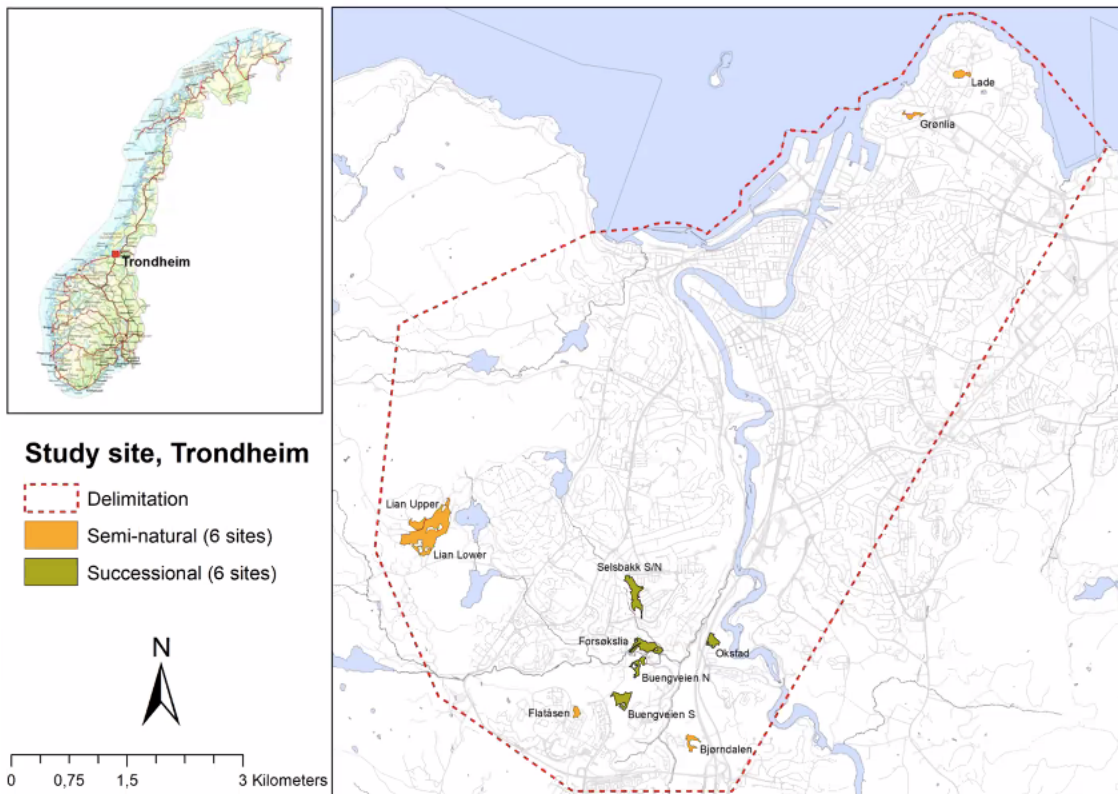 Trondheim
Study site, Trondheim
Delimitation
Semi-natural (6 sites)
Successional (6 sites)
N
0 0,75 1,5 3 Kilometers
Lade
Grønlia
Lian Upper
Lian Lower
Selsbakk S/N
Forsøkslia
Okstad
Buengveien N
Flatåsen
Buengveien S
Bjørndalen